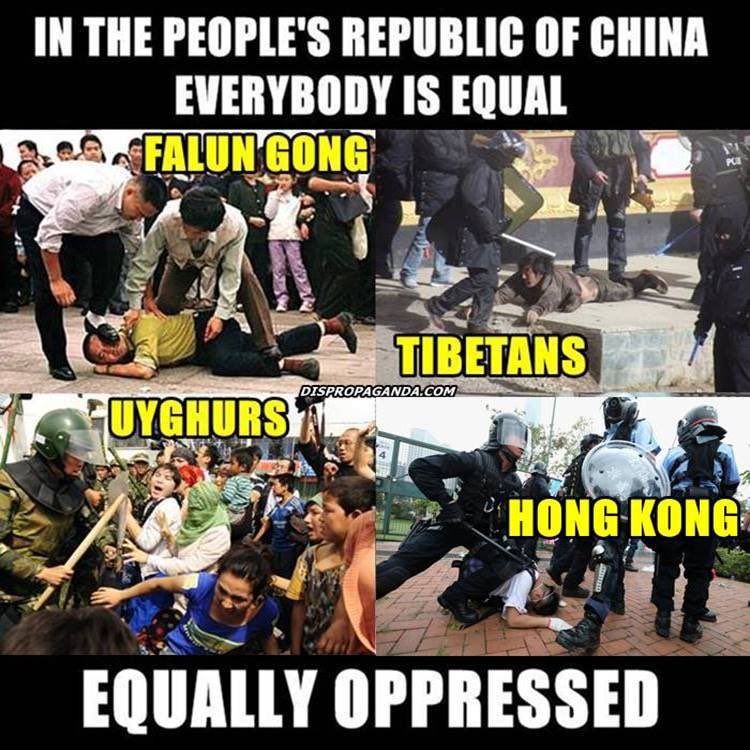 IN THE PEOPLE'S REPUBLIC OF CHINA
EVERYBODY IS EQUAL
FALUN GONG
TIBETANS
DISPROPAGANDA.COM
UYGHURS
4
HONG KONG
EQUALLY OPPRESSED